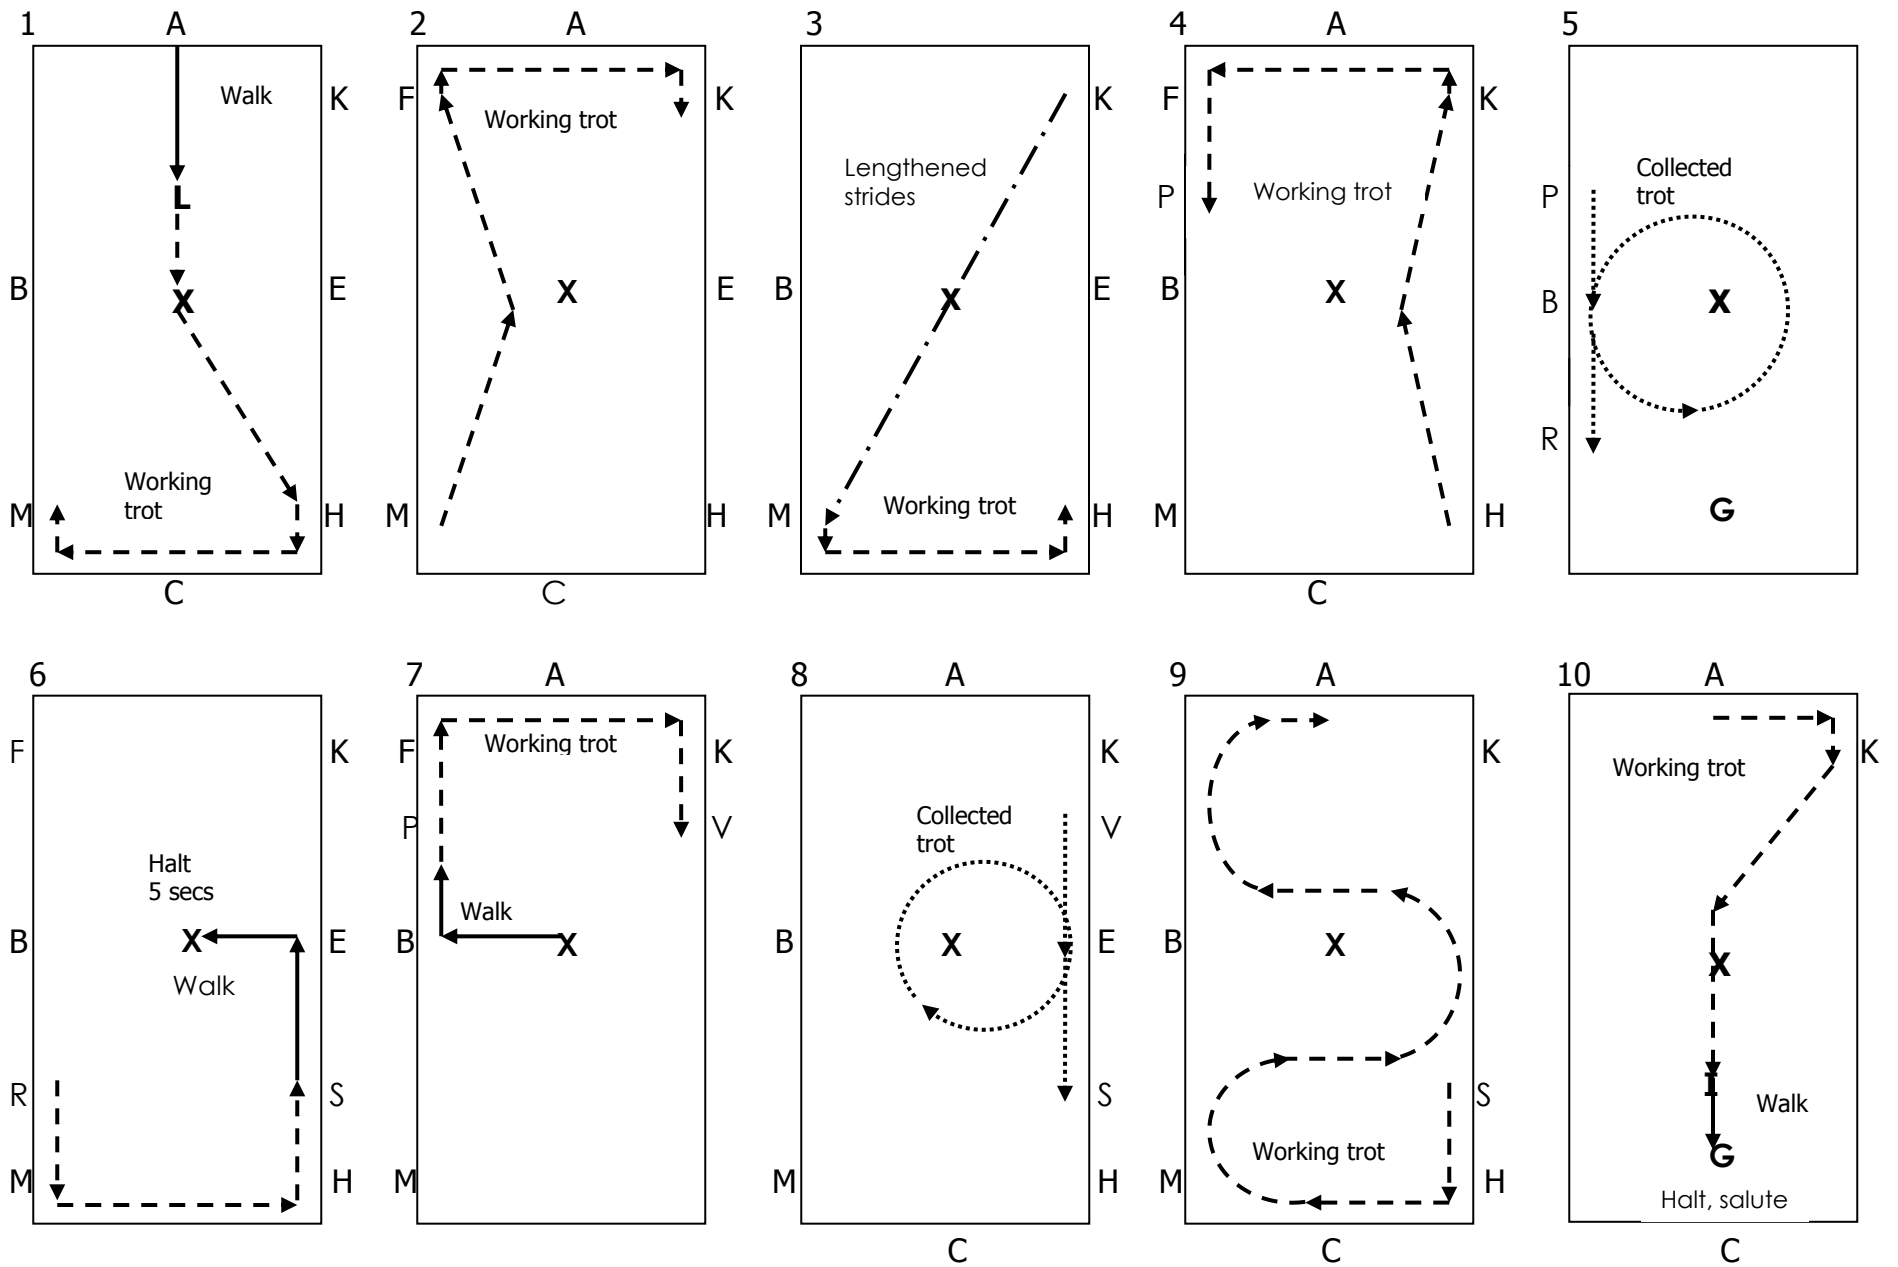 1
A
Walk
K
L
B
X
E
Working
trot
M
H
C
2
A
F
K
Working trot
X
E
M
H
C
3
K
Lengthened
strides
B
X
E
M
Working trot
H
4
A
F
K
P
Working trot
B
X
M
H
C
5
Collected
trot
P
B
X
R
G
6
F
K
Halt
5 secs
B
X
E
Walk
R
S
M
H
7
A
F
Working trot
K
P
V
Walk
B
X
M
8
A
K
Collected
trot
V
B
X
E
S
M
H
C
9
A
K
B
X
S
Working trot
M
H
C
10
A
Working trot
K
X
I
Walk
G
Halt, salute
C